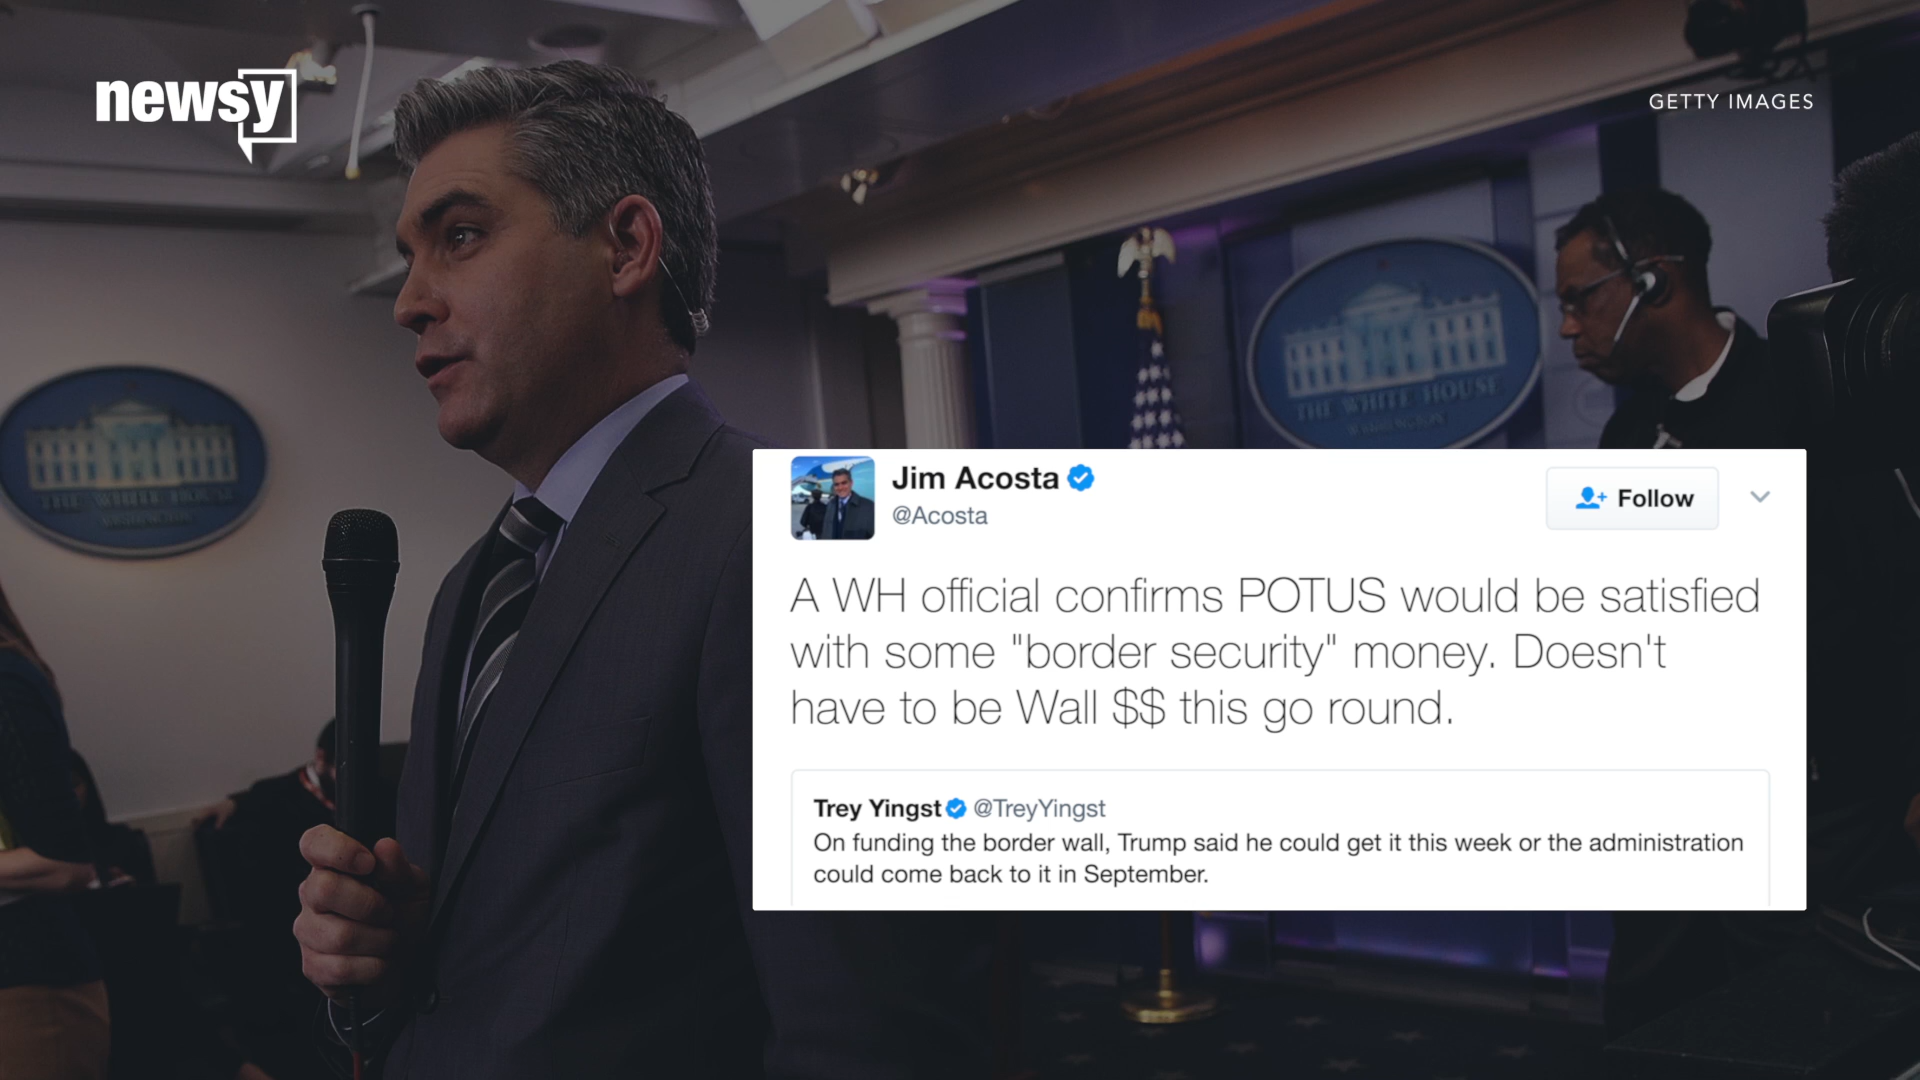 newsy
GETTY IMAGES
THE WHITE HOUSE
WASHINGTON
THE WHITE HOUSE
WASHINGTON
Jim Acosta
@Acosta
Follow
A WH official confirms POTUS would be satisfied
with some "border security" money. Doesn't
have to be Wall $$ this go round.
Trey Yingst @TreyYingst
On funding the border wall, Trump said he could get it this week or the administration
could come back to it in September.